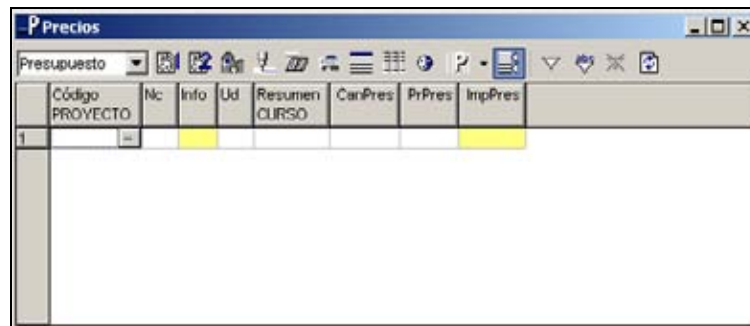 Precios
Presupuesto
Código Nc Info Ud Resumen CanPres PrPres ImpPres
PROYECTO CURSO
1